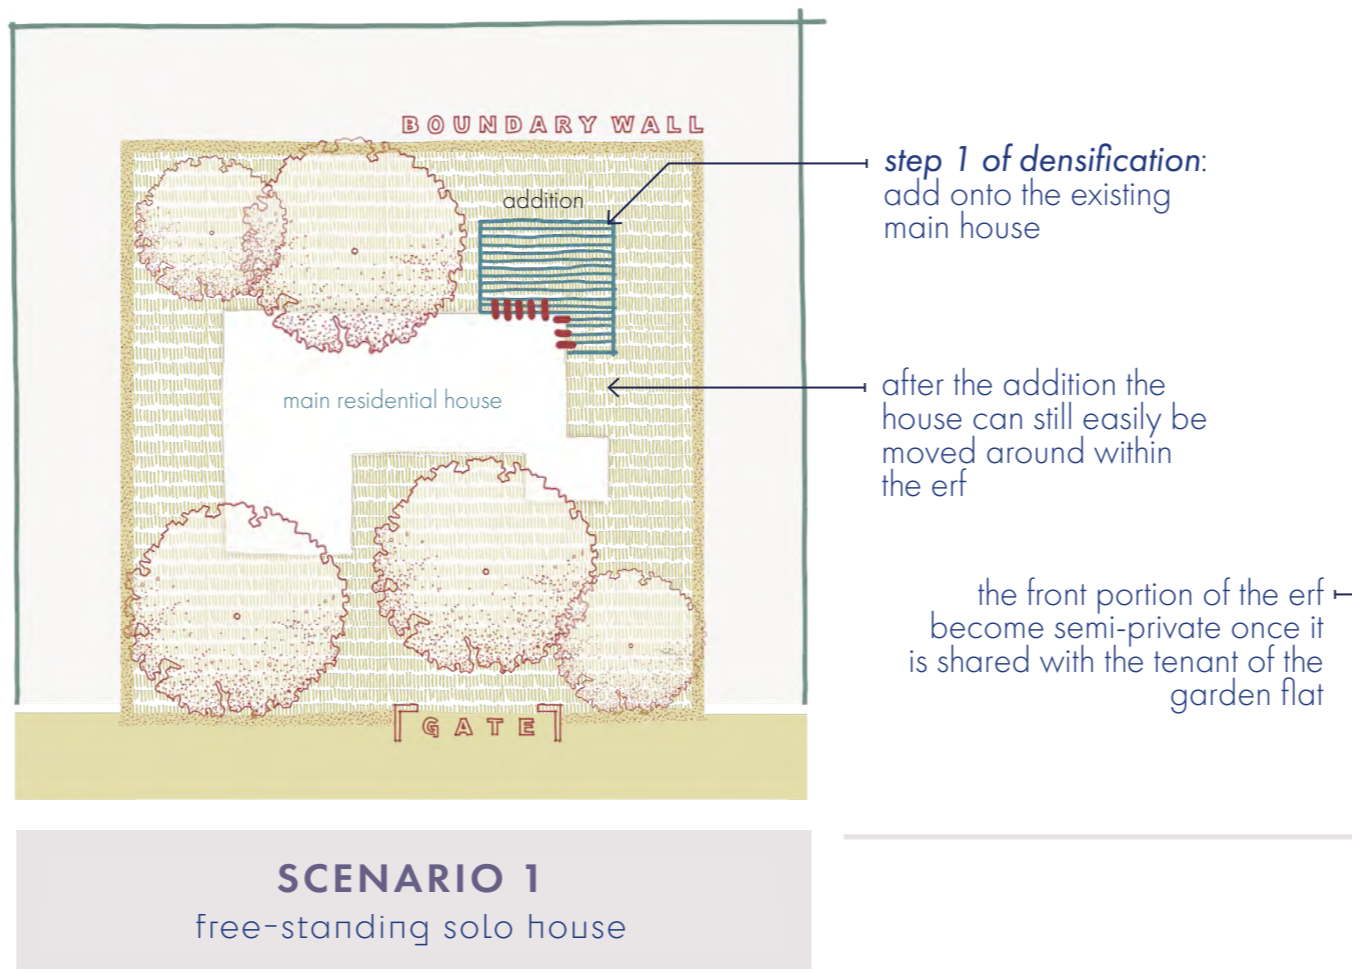 BOUNDARY WALL
addition
main residential house
GATE
step 1 of densification:
add onto the existing
main house
after the addition the
house can still easily be
moved around within
the erf
the front portion of the erf
become semi-private once it
is shared with the tenant of the
garden flat
SCENARIO 1
free-standing solo house